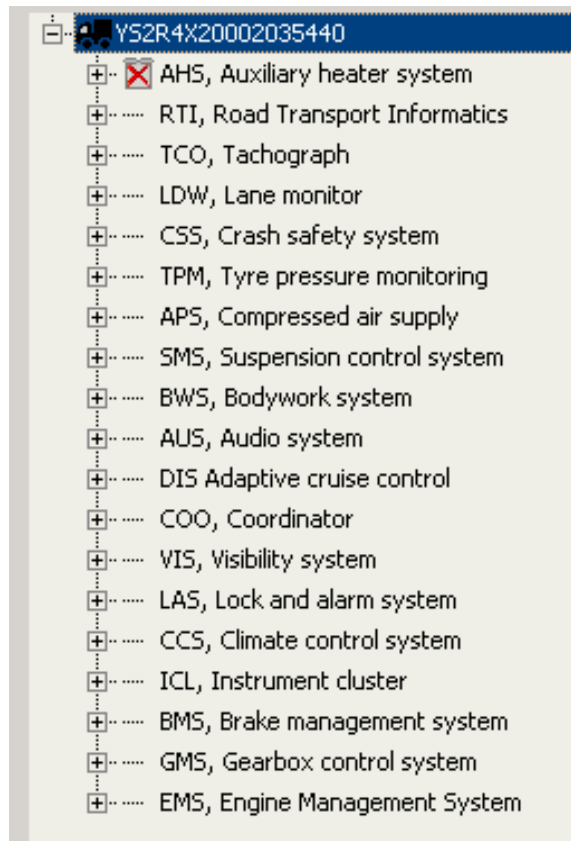 YS2R4X20002035440
AHS, Auxiliary heater system
RTI, Road Transport Informatics
TCO, Tachograph
LDW, Lane monitor
CSS, Crash safety system
TPM, Tyre pressure monitoring
APS, Compressed air supply
SMS, Suspension control system
BWS, Bodywork system
AUS, Audio system
DIS Adaptive cruise control
COO, Coordinator
VIS, Visibility system
LAS, Lock and alarm system
CCS, Climate control system
ICL, Instrument cluster
BMS, Brake management system
GMS, Gearbox control system
EMS, Engine Management System